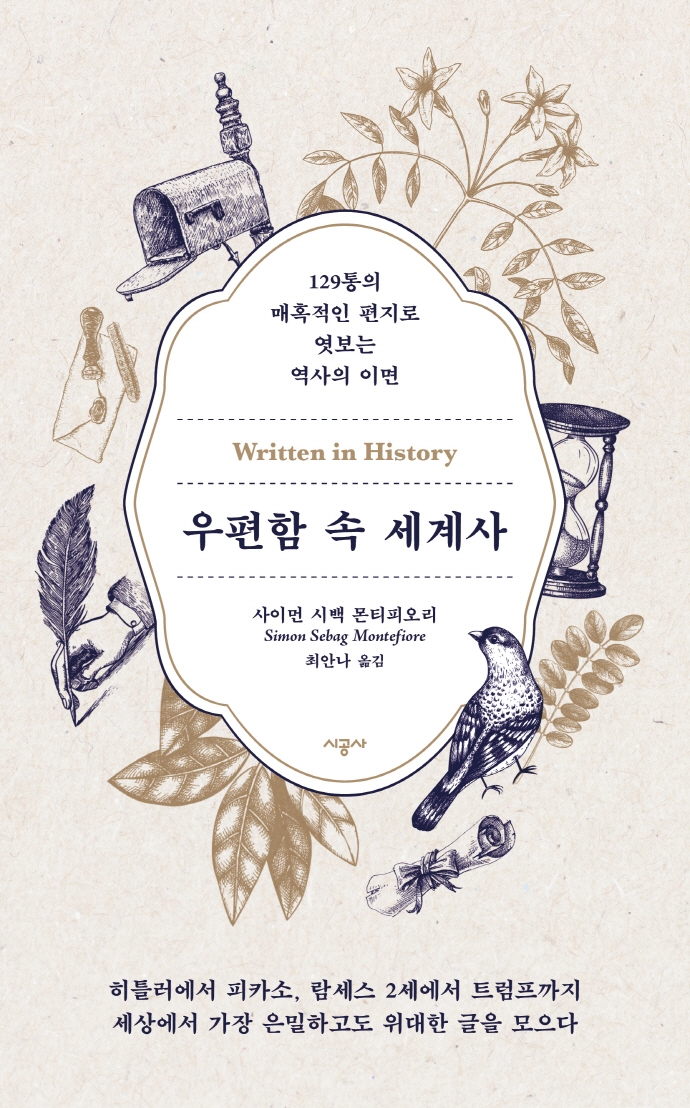 129통의
매혹적인 편지로
엿보는
역사의 이면
Written in History
우편함 속 세계사
사이먼 시백 몬티피오리
Simon Sebag Montefiore
최안나 옮김
시공사
히틀러에서 피카소, 람세스 2세에서 트럼프까지
세상에서 가장 은밀하고도 위대한 글을 모으다